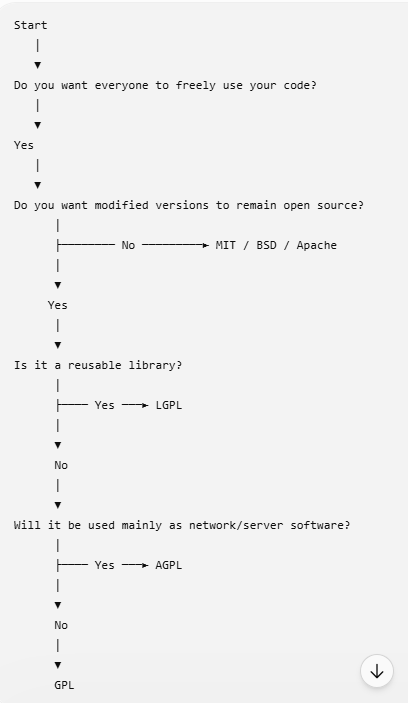 Start
Do you want everyone to freely use your code?
Yes
Do you want modified versions to remain open source?
No
MIT / BSD / Apache
Yes
Is it a reusable library?
Yes
LGPL
No
Will it be used mainly as network/server software?
Yes
AGPL
No
GPL